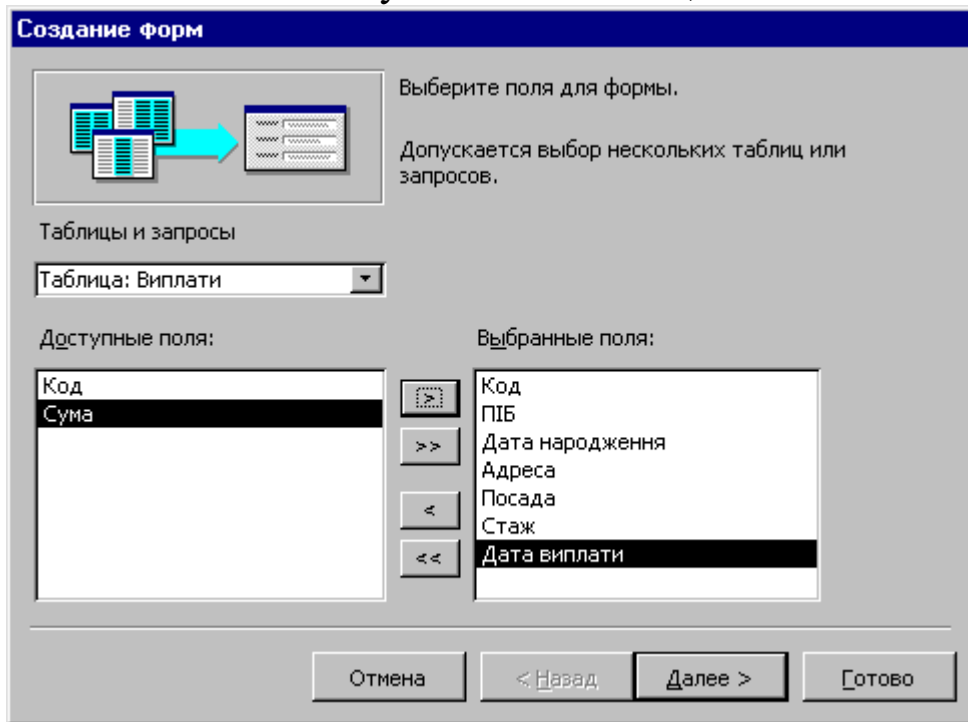 Создание форм
Выберите поля для формы.
Допускается выбор нескольких таблиц или
запросов.
Таблицы и запросы
Таблица: Виплати
Доступные поля:
Выбранные поля:
Код
Сума
>
>>
<
<<
Код
ПІБ
Дата народження
Адреса
Посада
Стаж
Дата виплати
Отмена
< Назад
Далее >
Готово